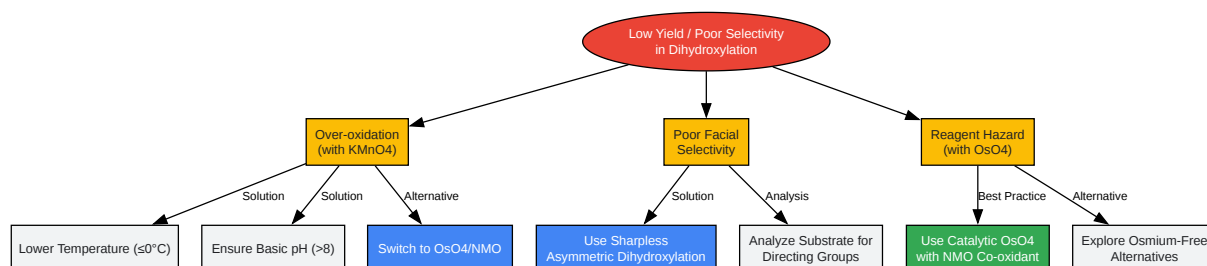 Low Yield / Poor Selectivity
in Dihydroxylation
Over-oxidation
(with KMnO4)
Poor Facial
Selectivity
Reagent Hazard
(with OsO4)
Solution
Solution
Alternative
Solution
Analysis
Best Practice
Alternative
Lower Temperature (≤0°C)
Ensure Basic pH (>8)
Switch to OsO4/NMO
Use Sharpless
Asymmetric Dihydroxylation
Analyze Substrate for
Directing Groups
Use Catalytic OsO4
with NMO Co-oxidant
Explore Osmium-Free
Alternatives